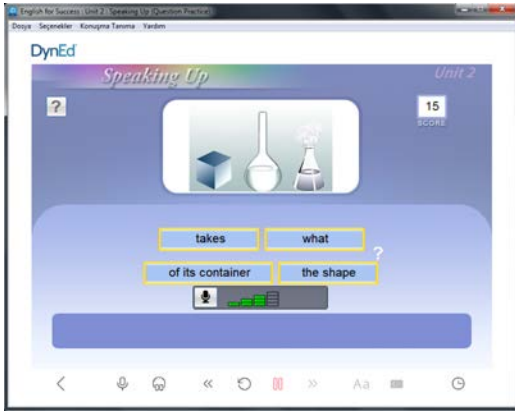 English for Success : Unit 2 : Speaking Up (Question Practice)
Dosya Seçenekler Konuşma Tanıma Yardım
DynEd
Speaking Up Unit 2
?
15
SCORE
takes what
?
of its container the shape
Aa